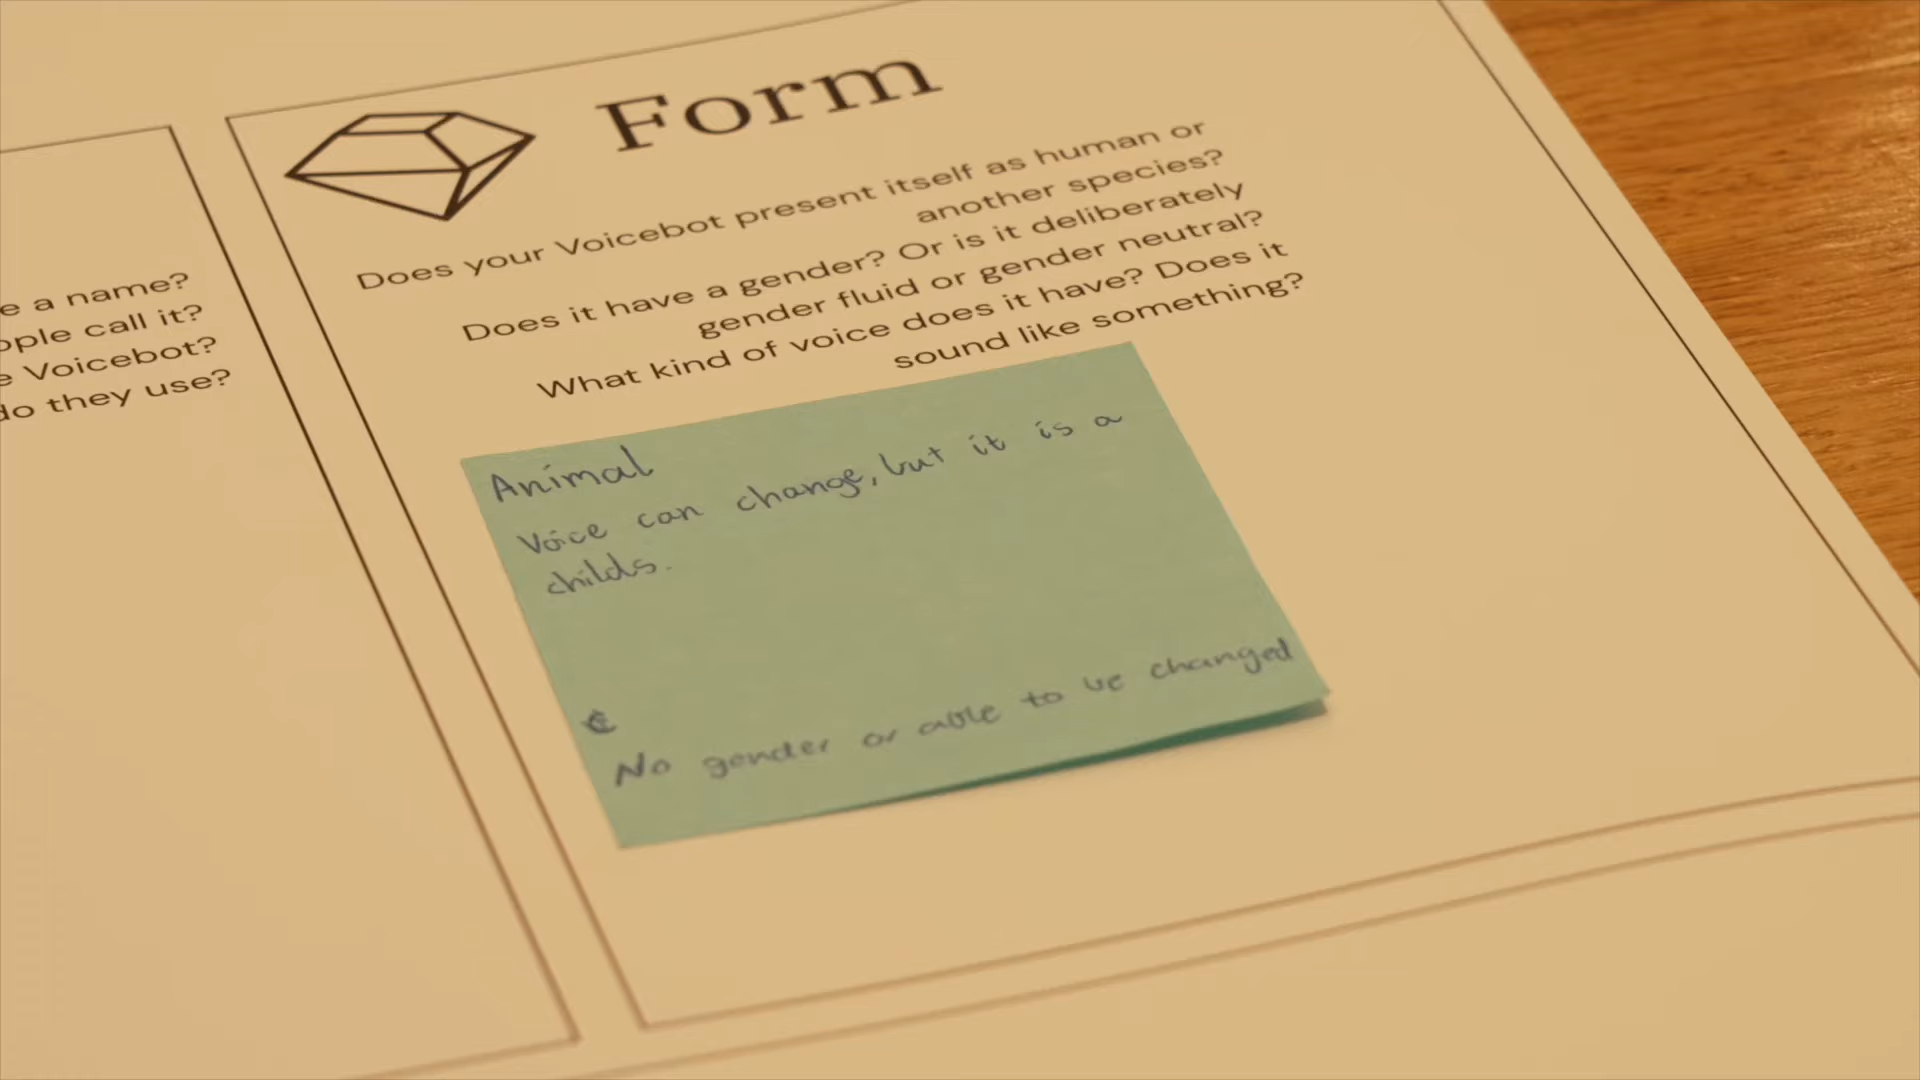 e a name?
ople call it?
e Voicebot?
do they use?
Form
Does your Voicebot present itself as human or
another species?
Does it have a gender? Or is it deliberately
gender fluid or gender neutral?
What kind of voice does it have? Does it
sound like something?
Animal
Voice can change, but it is a
childs.
No gender or able to be changed